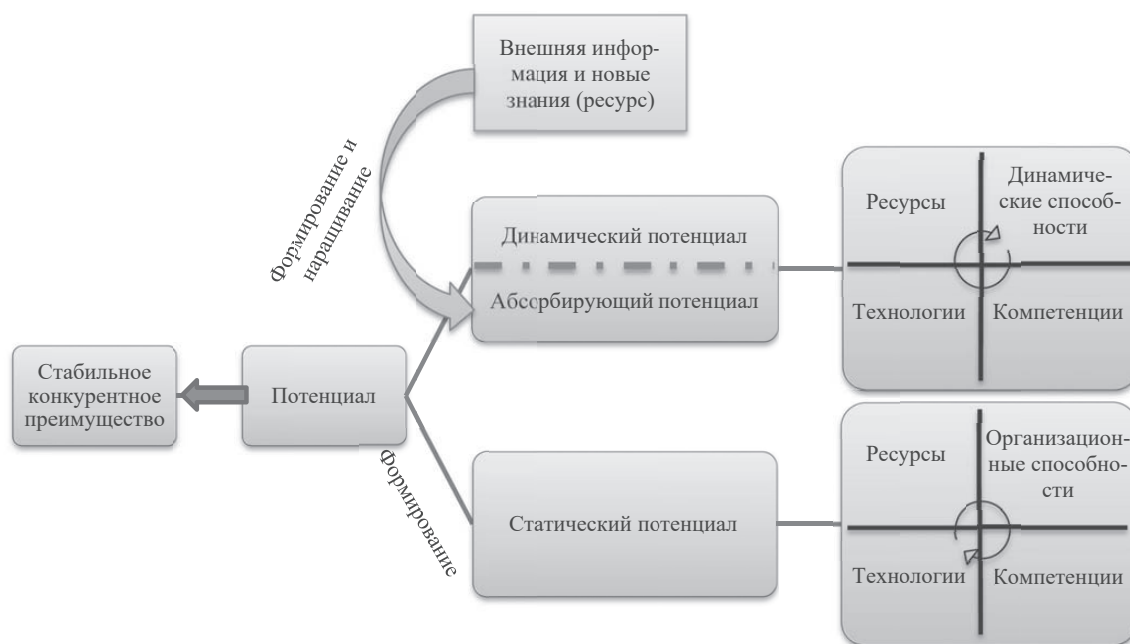 Внешняя инфор-
мация и новые
знания (ресурс)
Формирование и
наращивание
Динамический потенциал
Абсорбирующий потенциал
Ресурсы
Динамиче-
ские способ-
ности
Технологии
Компетенции
Стабильное
конкурентное
преимущество
Потенциал
Формирование
Статический потенциал
Ресурсы
Организацион-
ные способно-
сти
Технологии
Компетенции